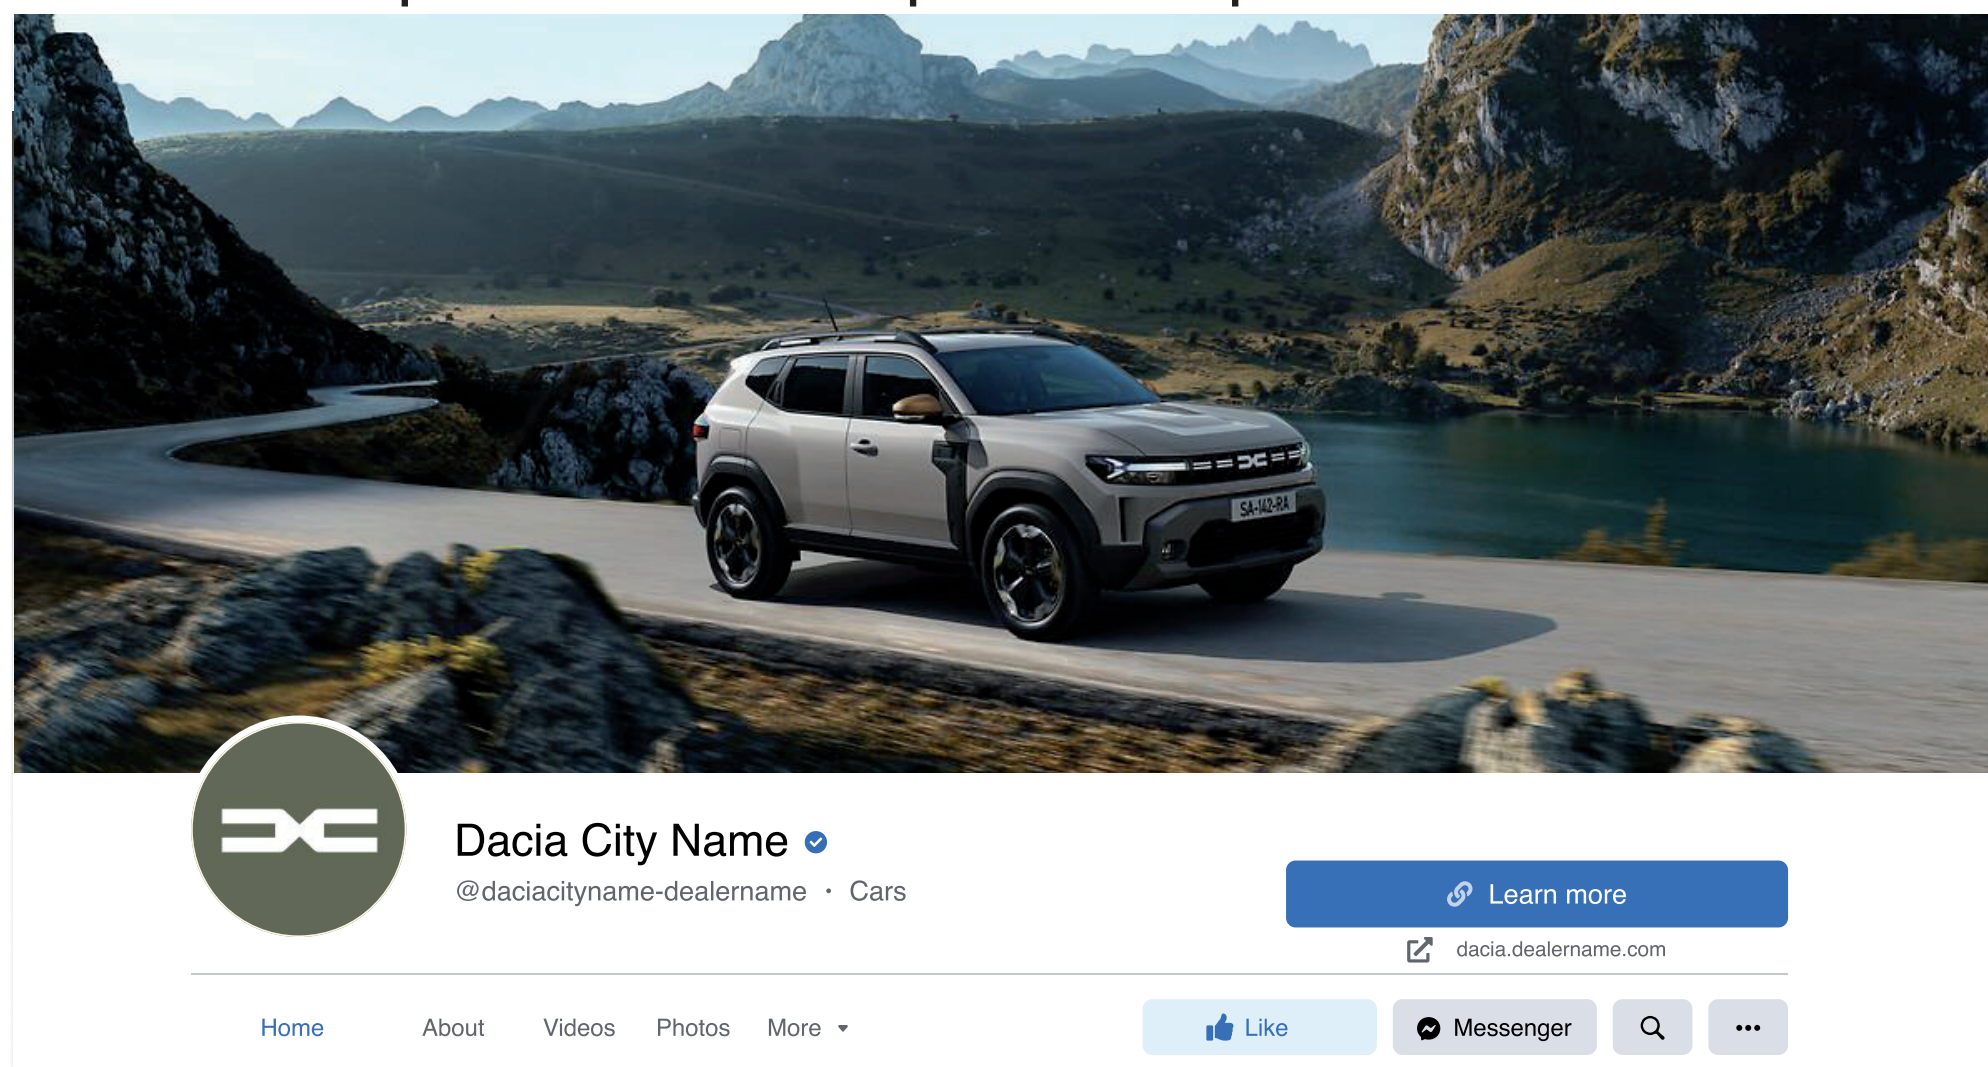 SA-142-RA
Dacia City Name
@daciacityname-dealername · Cars
Learn more
dacia.dealername.com
Home About Videos Photos More
Like Messenger